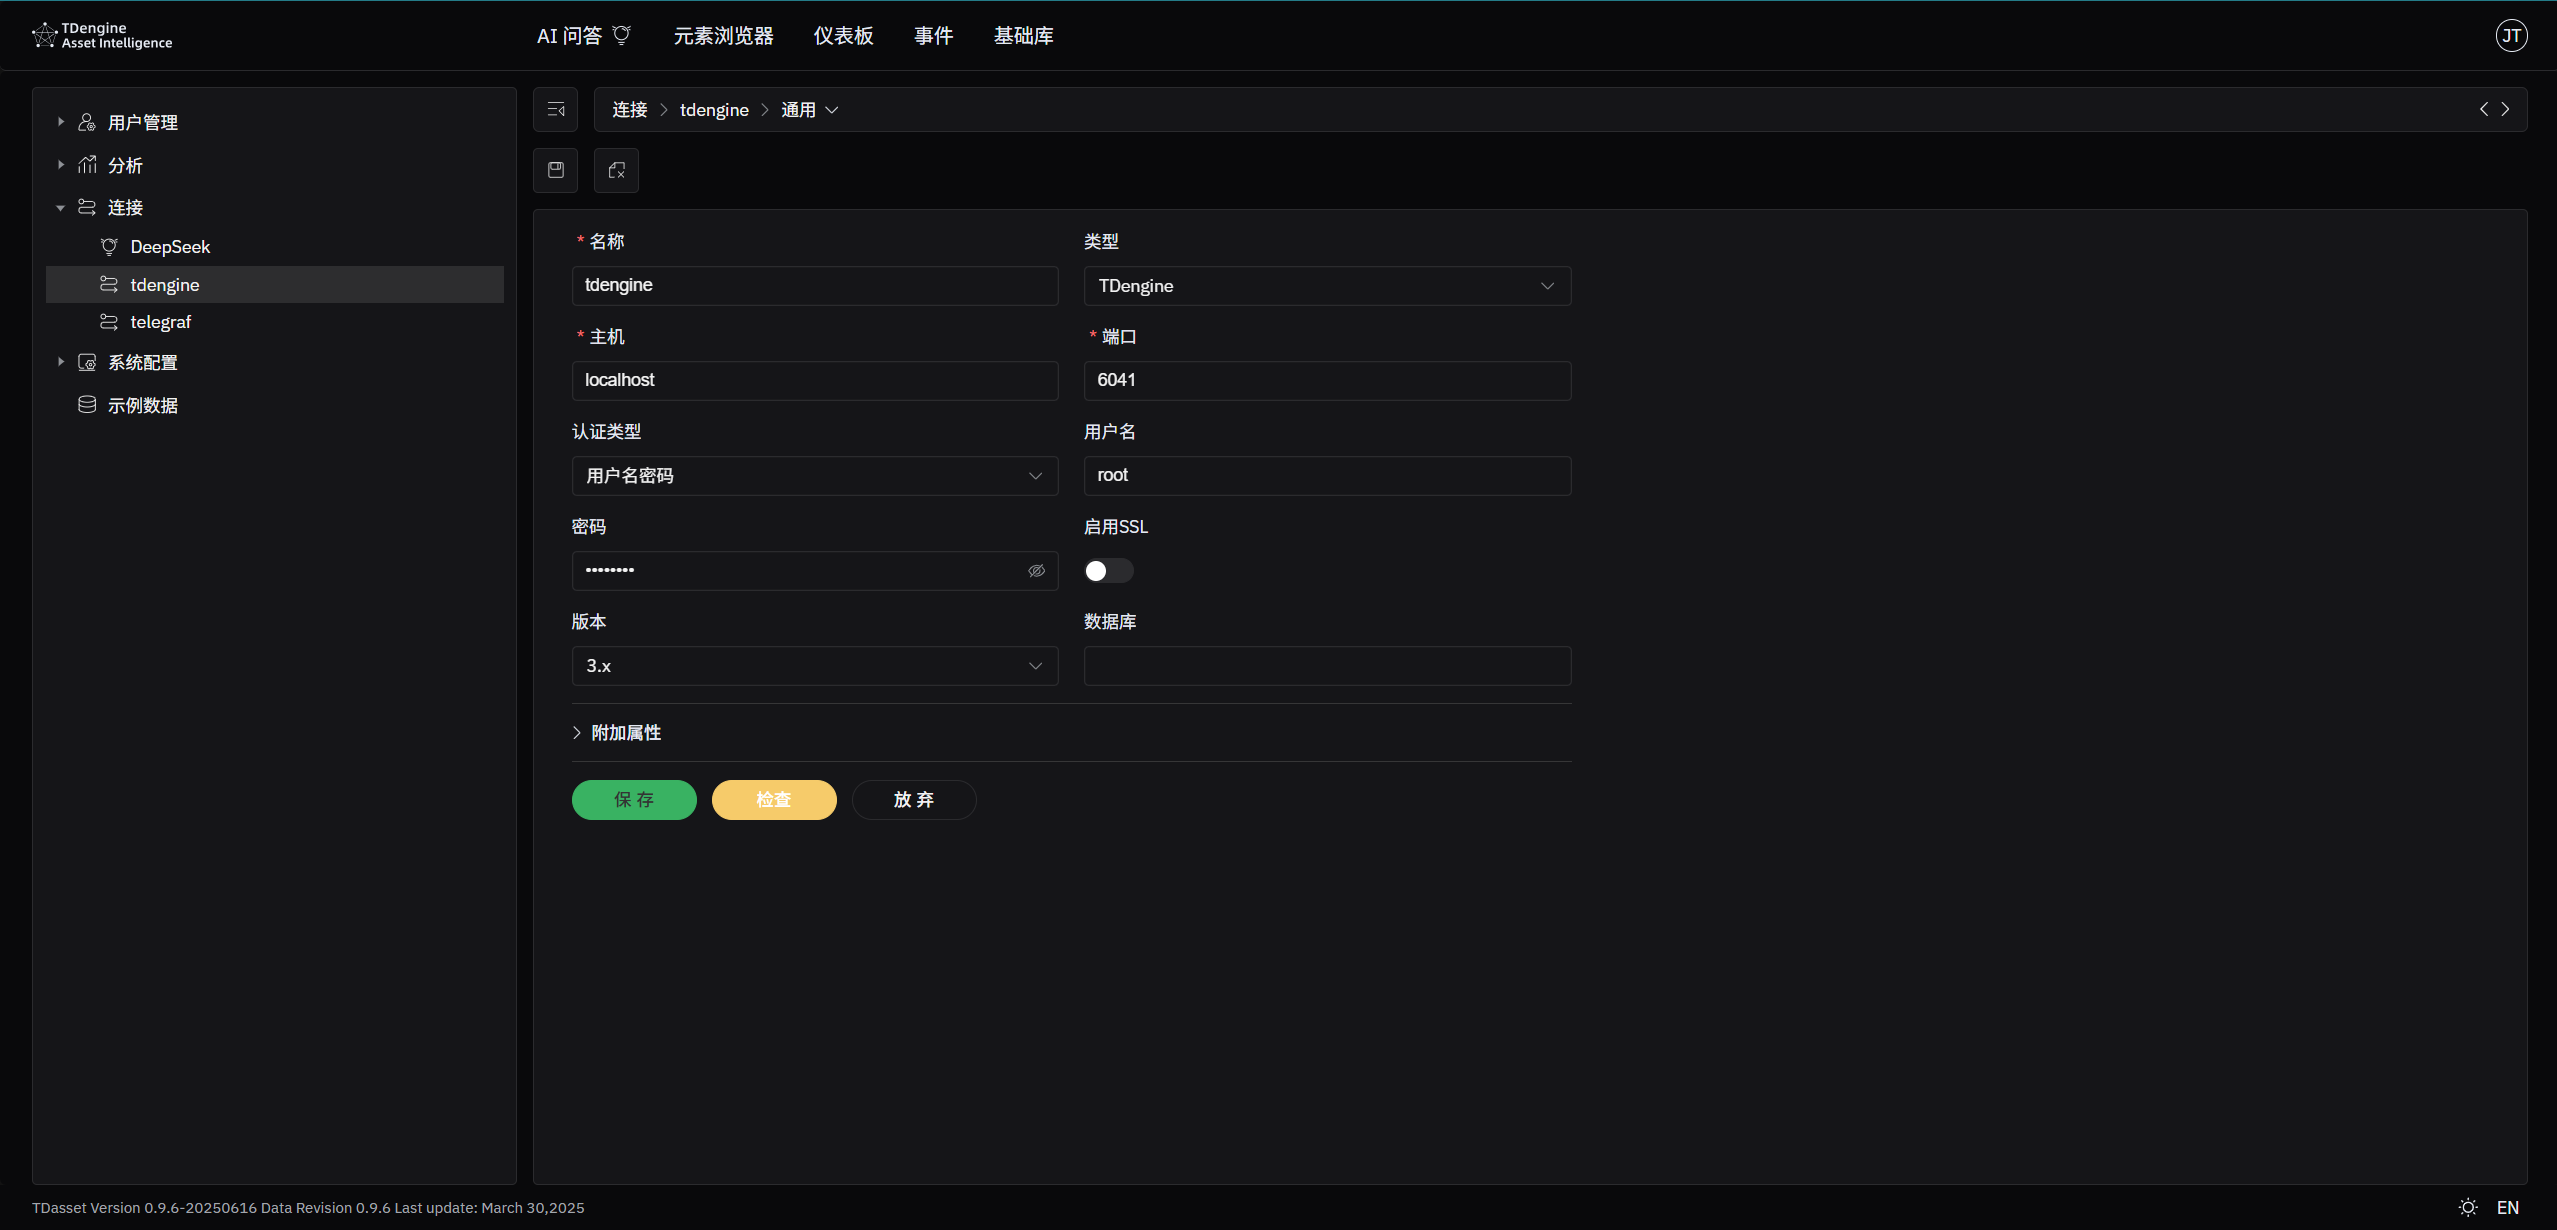 TDengine
Asset Intelligence
AI 问答
元素浏览器
仪表板
事件
基础库
JT
用户管理
分析
连接
DeepSeek
tdengine
telegraf
系统配置
示例数据
连接 > tdengine > 通用
* 名称
类型
tdengine
TDengine
* 主机
* 端口
localhost
6041
认证类型
用户名
用户名密码
root
密码
启用SSL
••••••••
版本
数据库
3.x
附加属性
保存
检查
放弃
TDasset Version 0.9.6-20250616 Data Revision 0.9.6 Last update: March 30,2025
EN